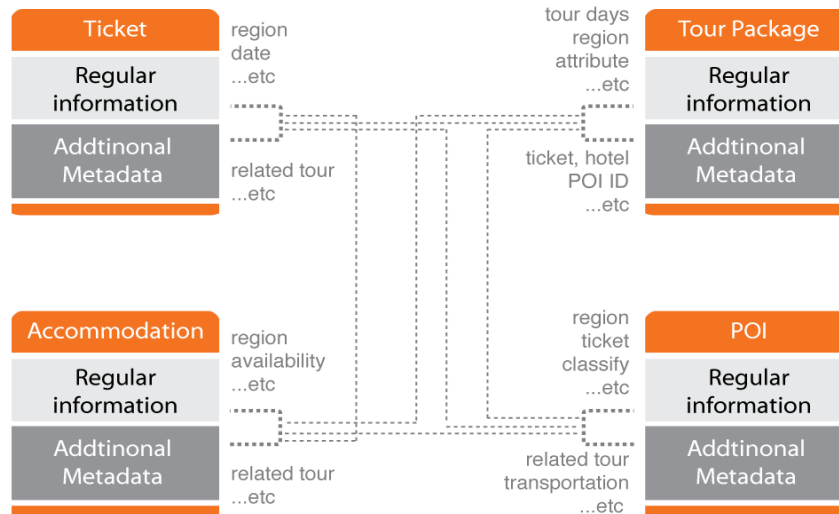 Ticket
Regular
information
Addtinonal
Metadata
region
date
...etc
related tour
...etc
tour days
region
attribute
...etc
ticket, hotel
POI ID
...etc
Tour Package
Regular
information
Addtinonal
Metadata
Accommodation
Regular
information
Addtinonal
Metadata
region
availability
...etc
related tour
...etc
region
ticket
classify
...etc
related tour
transportation
...etc
POI
Regular
information
Addtinonal
Metadata